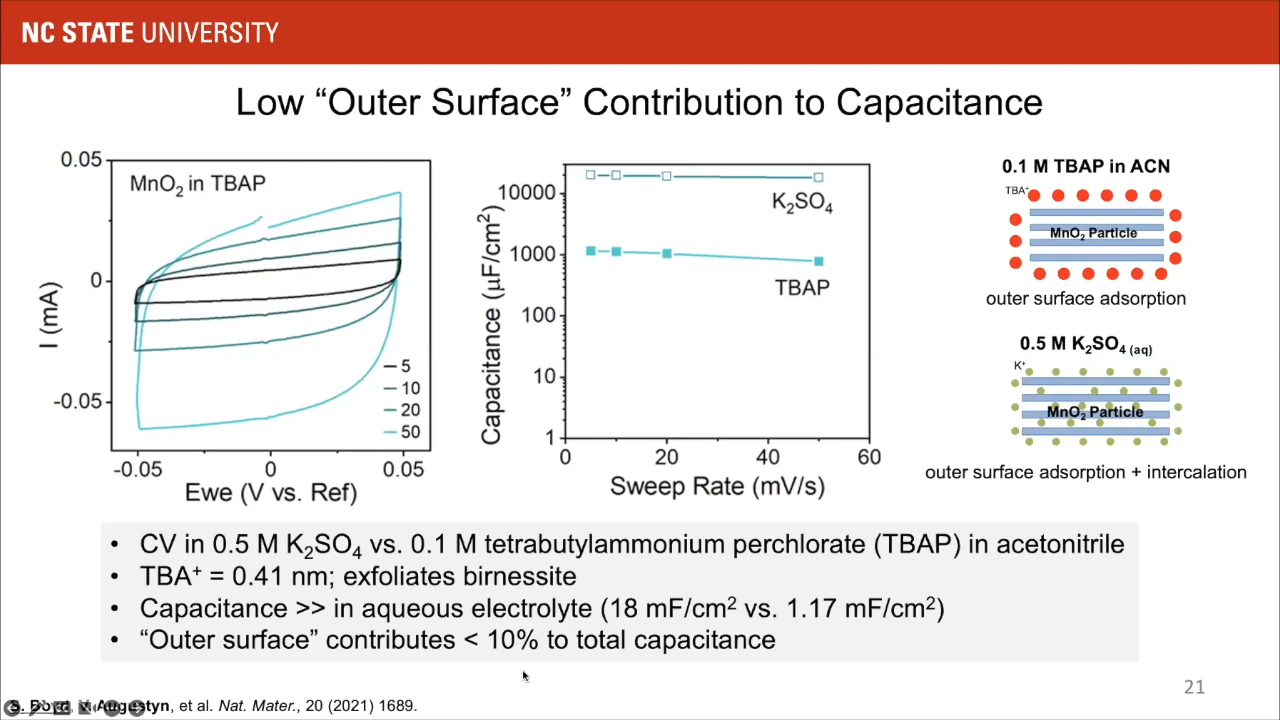 NC STATE UNIVERSITY
Low “Outer Surface” Contribution to Capacitance
0.05
0
-0.05
I (mA)
MnO2 in TBAP
5
10
20
50
-0.05 0 0.05
Ewe (V vs. Ref)
10000
1000
100
10
1
Capacitance (µF/cm²)
K2SO4
TBAP
0 20 40 60
Sweep Rate (mV/s)
0.1 M TBAP in ACN
TBA+
MnO2 Particle
outer surface adsorption
0.5 M K2SO4 (aq)
K+
MnO2 Particle
outer surface adsorption + intercalation
• CV in 0.5 M K2SO4 vs. 0.1 M tetrabutylammonium perchlorate (TBAP) in acetonitrile
• TBA+ = 0.41 nm; exfoliates birnessite
• Capacitance >> in aqueous electrolyte (18 mF/cm² vs. 1.17 mF/cm²)
• “Outer surface” contributes < 10% to total capacitance
21
S. Boyd, V. Augustyn, et al. Nat. Mater., 20 (2021) 1689.